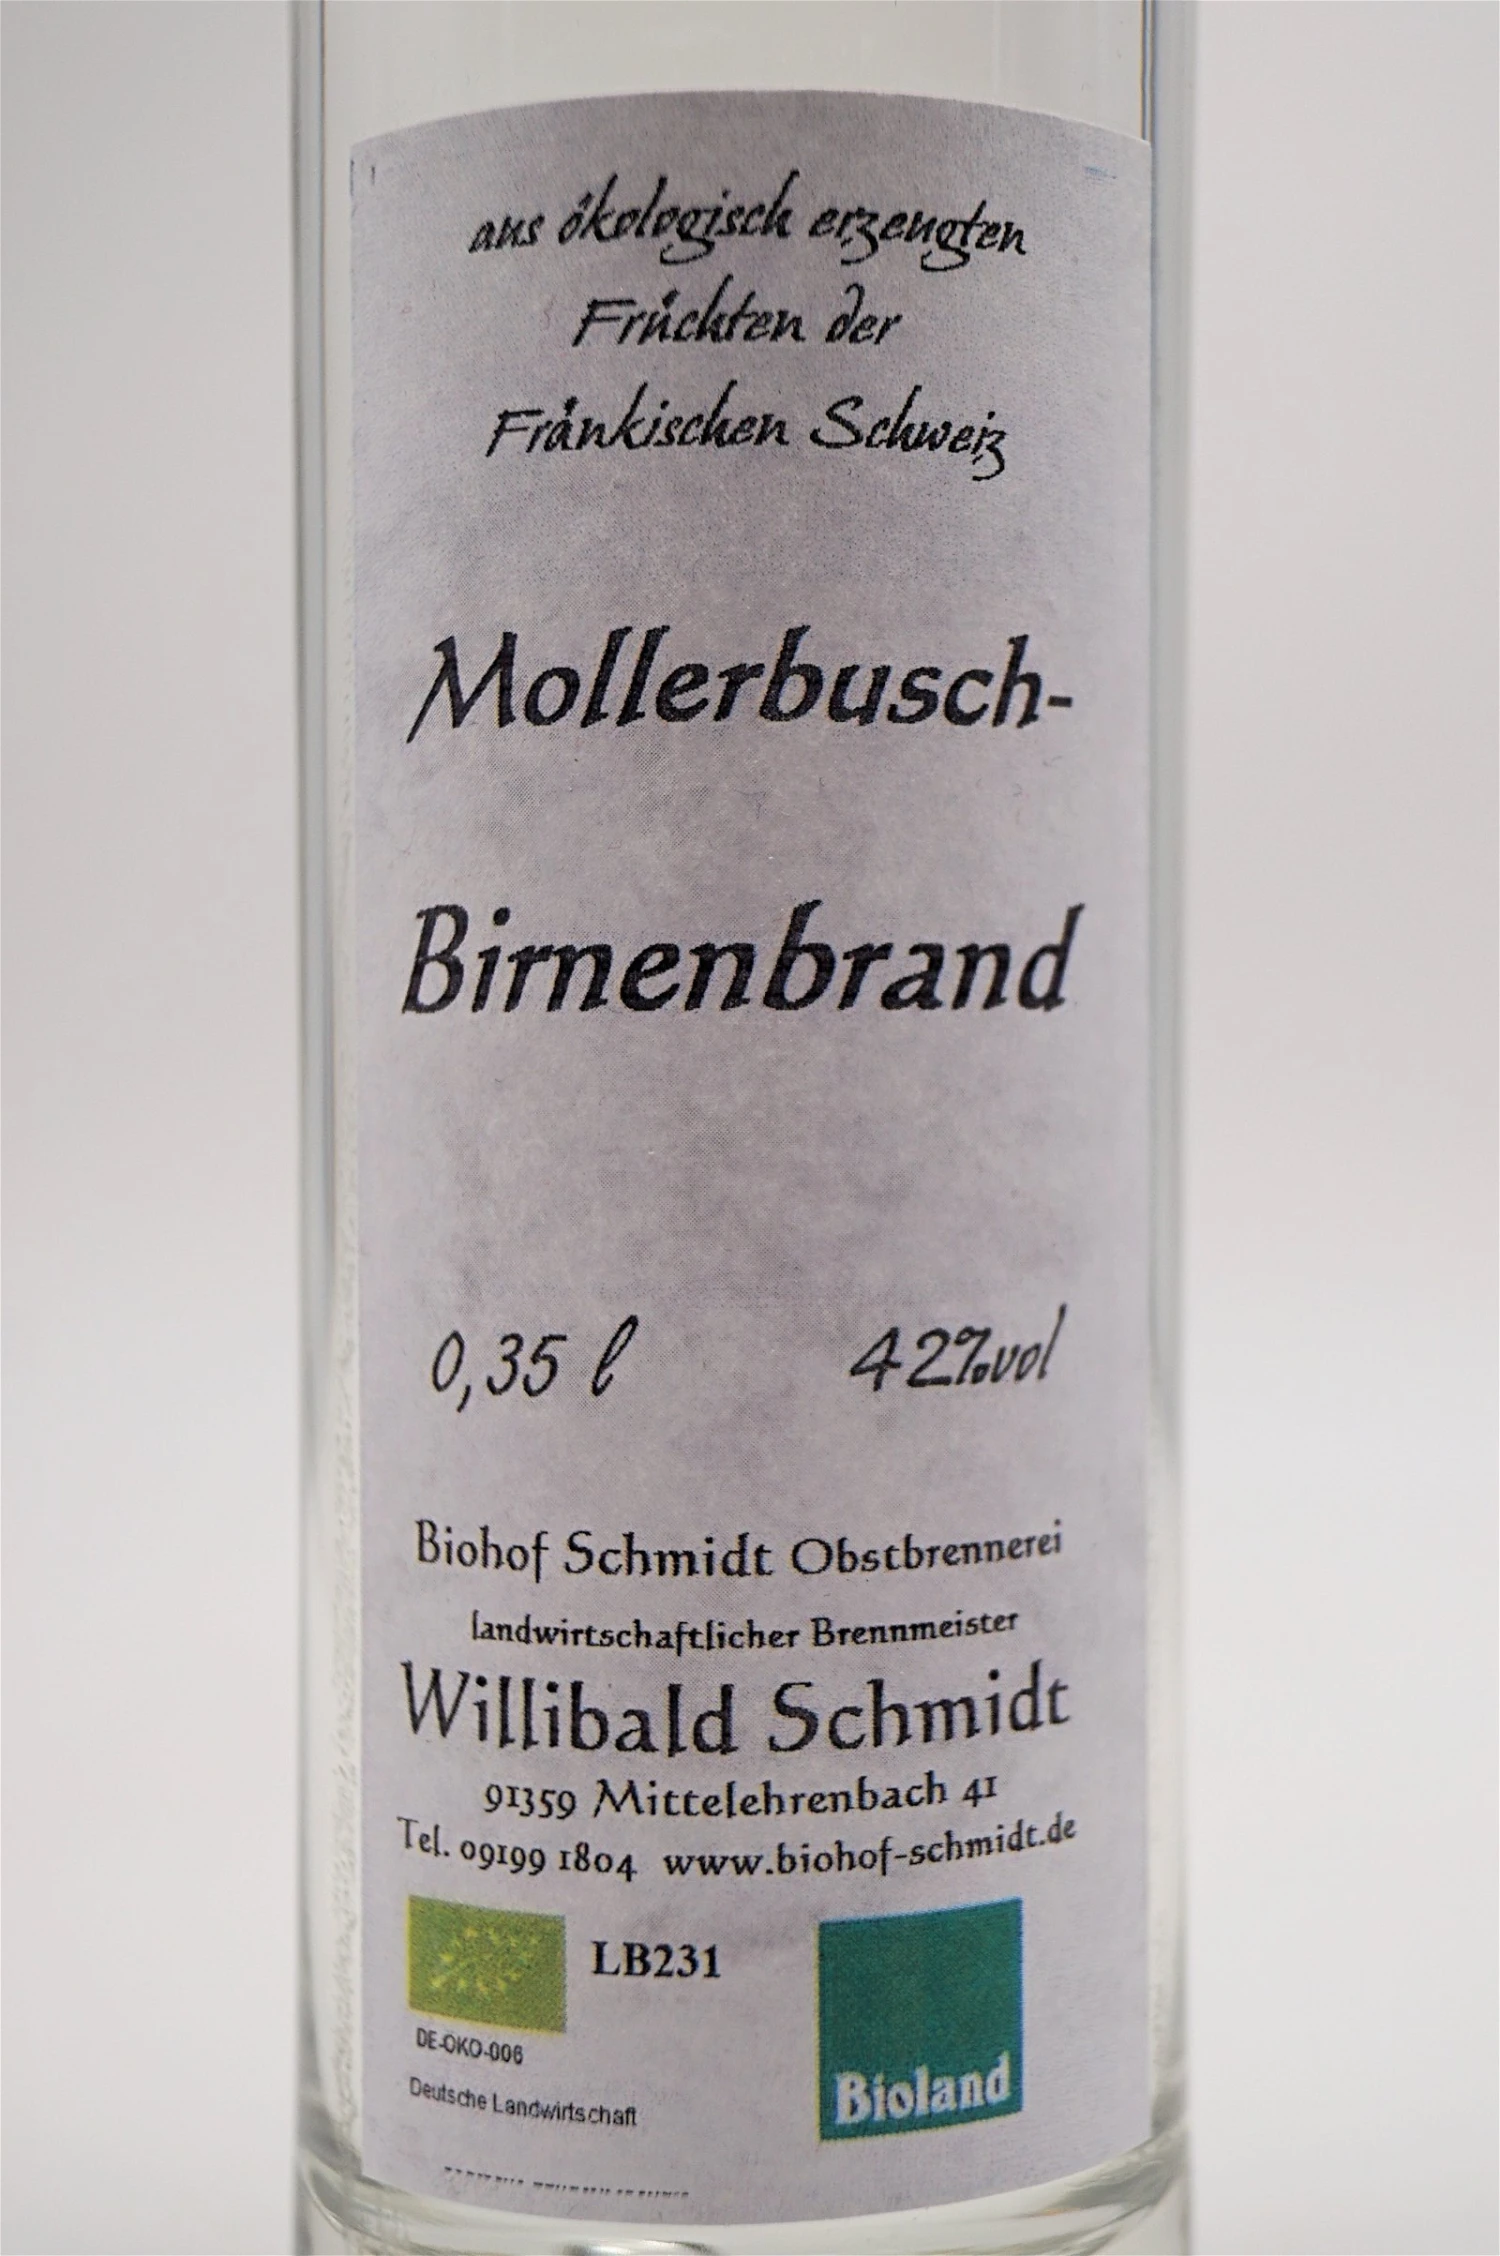 aus ökologisch erzeugten
Früchten der
Fränkischen Schweiz
Mollerbusch-
Birnenbrand
0,35 l 42%vol
Biohof Schmidt Obstbrennerei
landwirtschaftlicher Brennmeister
Willibald Schmidt
91359 Mittelehrenbach 41
Tel. 09199 1804 www.biohof-schmidt.de
LB231
DE-ÖKO-006
Deutsche Landwirtschaft
Bioland